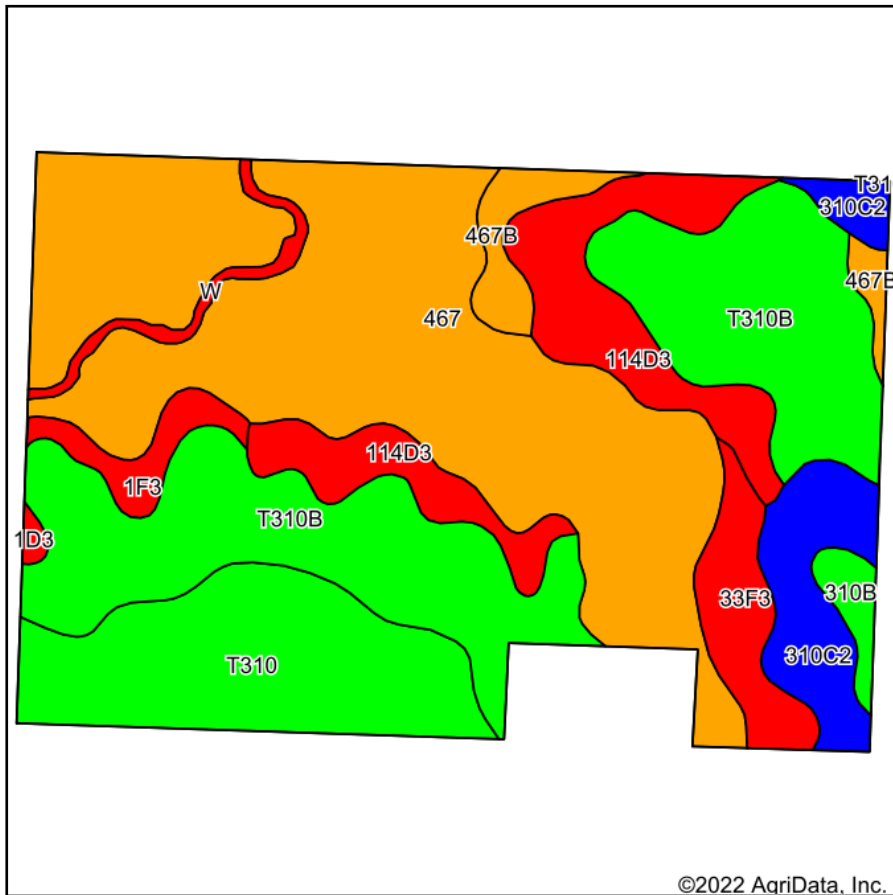 T31
310C2
467B
467B
W
467
T310B
114D3
114D3
1F3
T310B
1D3
33F3
310B
310C2
T310
©2022 AgriData, Inc.